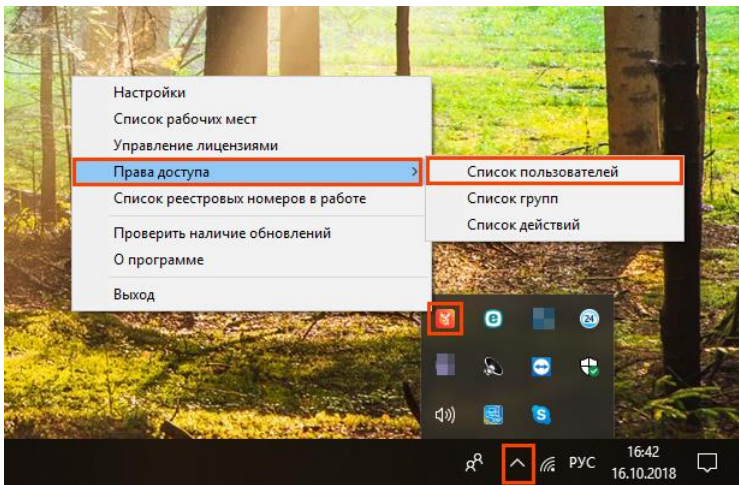 Настройки
Список рабочих мест
Управление лицензиями
Права доступа
Список реестровых номеров в работе
Проверить наличие обновлений
О программе
Выход
Список пользователей
Список групп
Список действий
24
РУС
16:42
16.10.2018